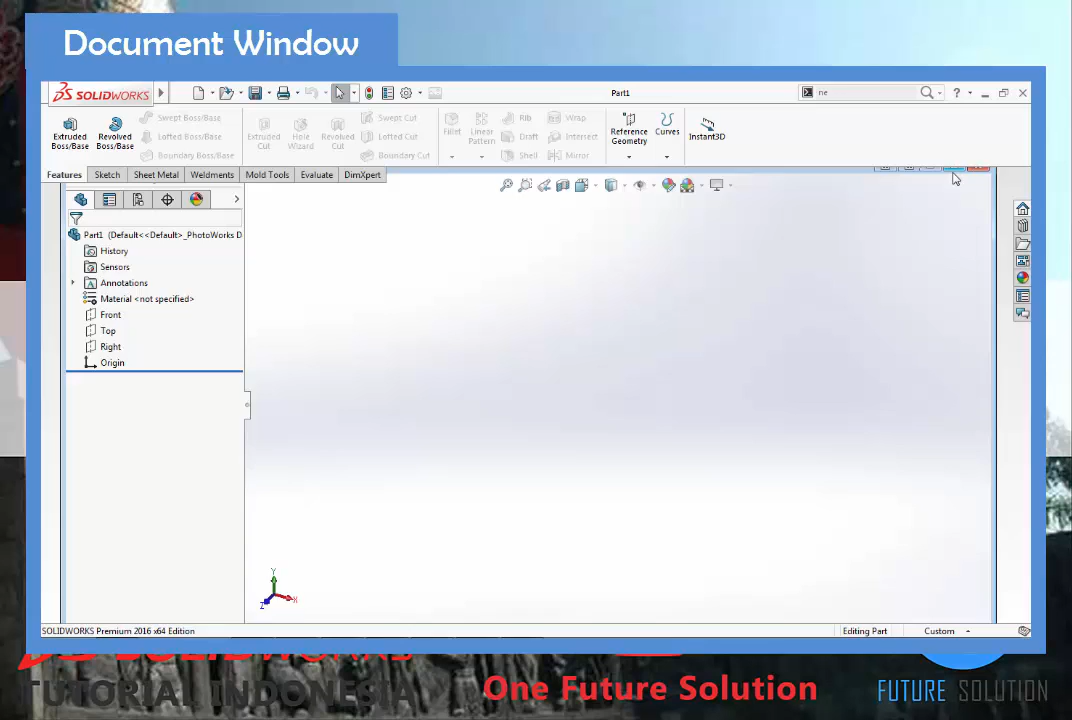 Document Window
SOLIDWORKS
Part1
ne
Extruded Boss/Base
Revolved Boss/Base
Swept Boss/Base
Lofted Boss/Base
Boundary Boss/Base
Extruded Cut
Hole Wizard
Revolved Cut
Swept Cut
Lofted Cut
Boundary Cut
Fillet
Linear Pattern
Rib
Draft
Shell
Wrap
Intersect
Mirror
Reference Geometry
Curves
Instant3D
Features
Sketch
Sheet Metal
Weldments
Mold Tools
Evaluate
DimXpert
Part1 (Default<<Default>_PhotoWorks D
History
Sensors
Annotations
Material <not specified>
Front
Top
Right
Origin
Y
X
Z
SOLIDWORKS Premium 2016 x64 Edition
Editing Part
Custom
TUTORIAL INDONESIA
One Future Solution
FUTURE SOLUTION